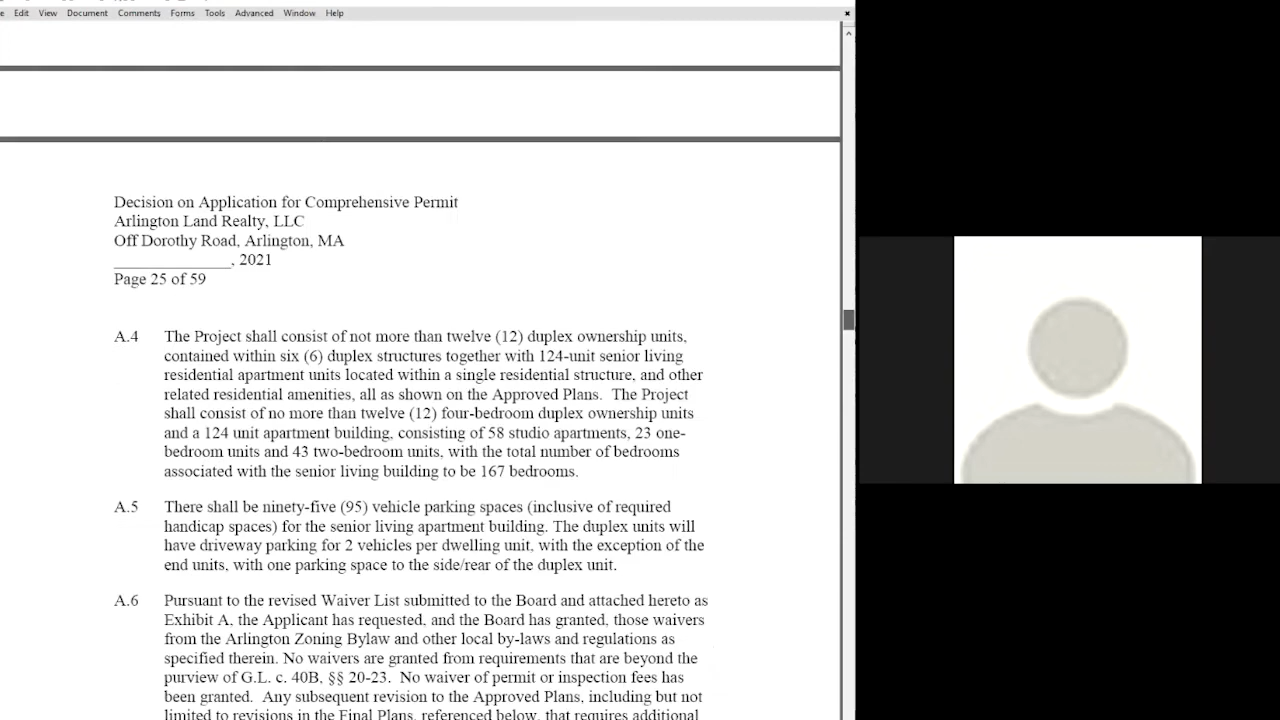 Edit View Document Comments Forms Tools Advanced Window Help
Decision on Application for Comprehensive Permit
Arlington Land Realty, LLC
Off Dorothy Road, Arlington, MA
_______________, 2021
Page 25 of 59
A.4 The Project shall consist of not more than twelve (12) duplex ownership units,
contained within six (6) duplex structures together with 124-unit senior living
residential apartment units located within a single residential structure, and other
related residential amenities, all as shown on the Approved Plans. The Project
shall consist of no more than twelve (12) four-bedroom duplex ownership units
and a 124 unit apartment building, consisting of 58 studio apartments, 23 one-
bedroom units and 43 two-bedroom units, with the total number of bedrooms
associated with the senior living building to be 167 bedrooms.
A.5 There shall be ninety-five (95) vehicle parking spaces (inclusive of required
handicap spaces) for the senior living apartment building. The duplex units will
have driveway parking for 2 vehicles per dwelling unit, with the exception of the
end units, with one parking space to the side/rear of the duplex unit.
A.6 Pursuant to the revised Waiver List submitted to the Board and attached hereto as
Exhibit A, the Applicant has requested, and the Board has granted, those waivers
from the Arlington Zoning Bylaw and other local by-laws and regulations as
specified therein. No waivers are granted from requirements that are beyond the
purview of G.L. c. 40B, §§ 20-23. No waiver of permit or inspection fees has
been granted. Any subsequent revision to the Approved Plans, including but not
limited to revisions in the Final Plans, referenced below, that requires additional